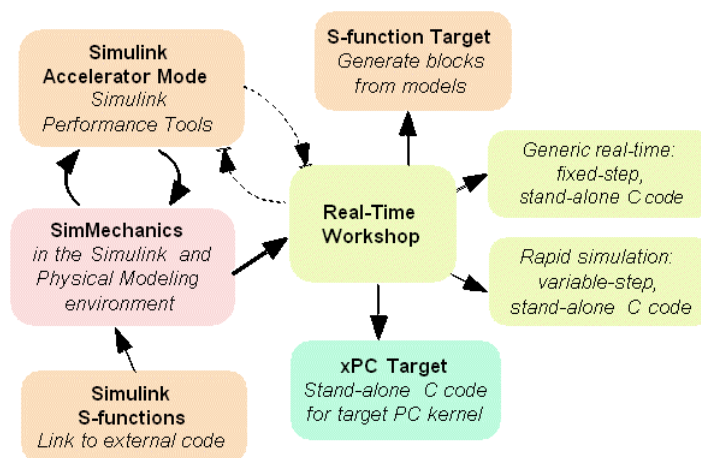 Simulink
Accelerator Mode
Simulink
Performance Tools
S-function Target
Generate blocks
from models
Generic real-time:
fixed-step,
stand-alone C code
Real-Time
Workshop
SimMechanics
in the Simulink and
Physical Modeling
environment
Rapid simulation:
variable-step,
stand-alone C code
xPC Target
Stand-alone C code
for target PC kernel
Simulink
S-functions
Link to external code